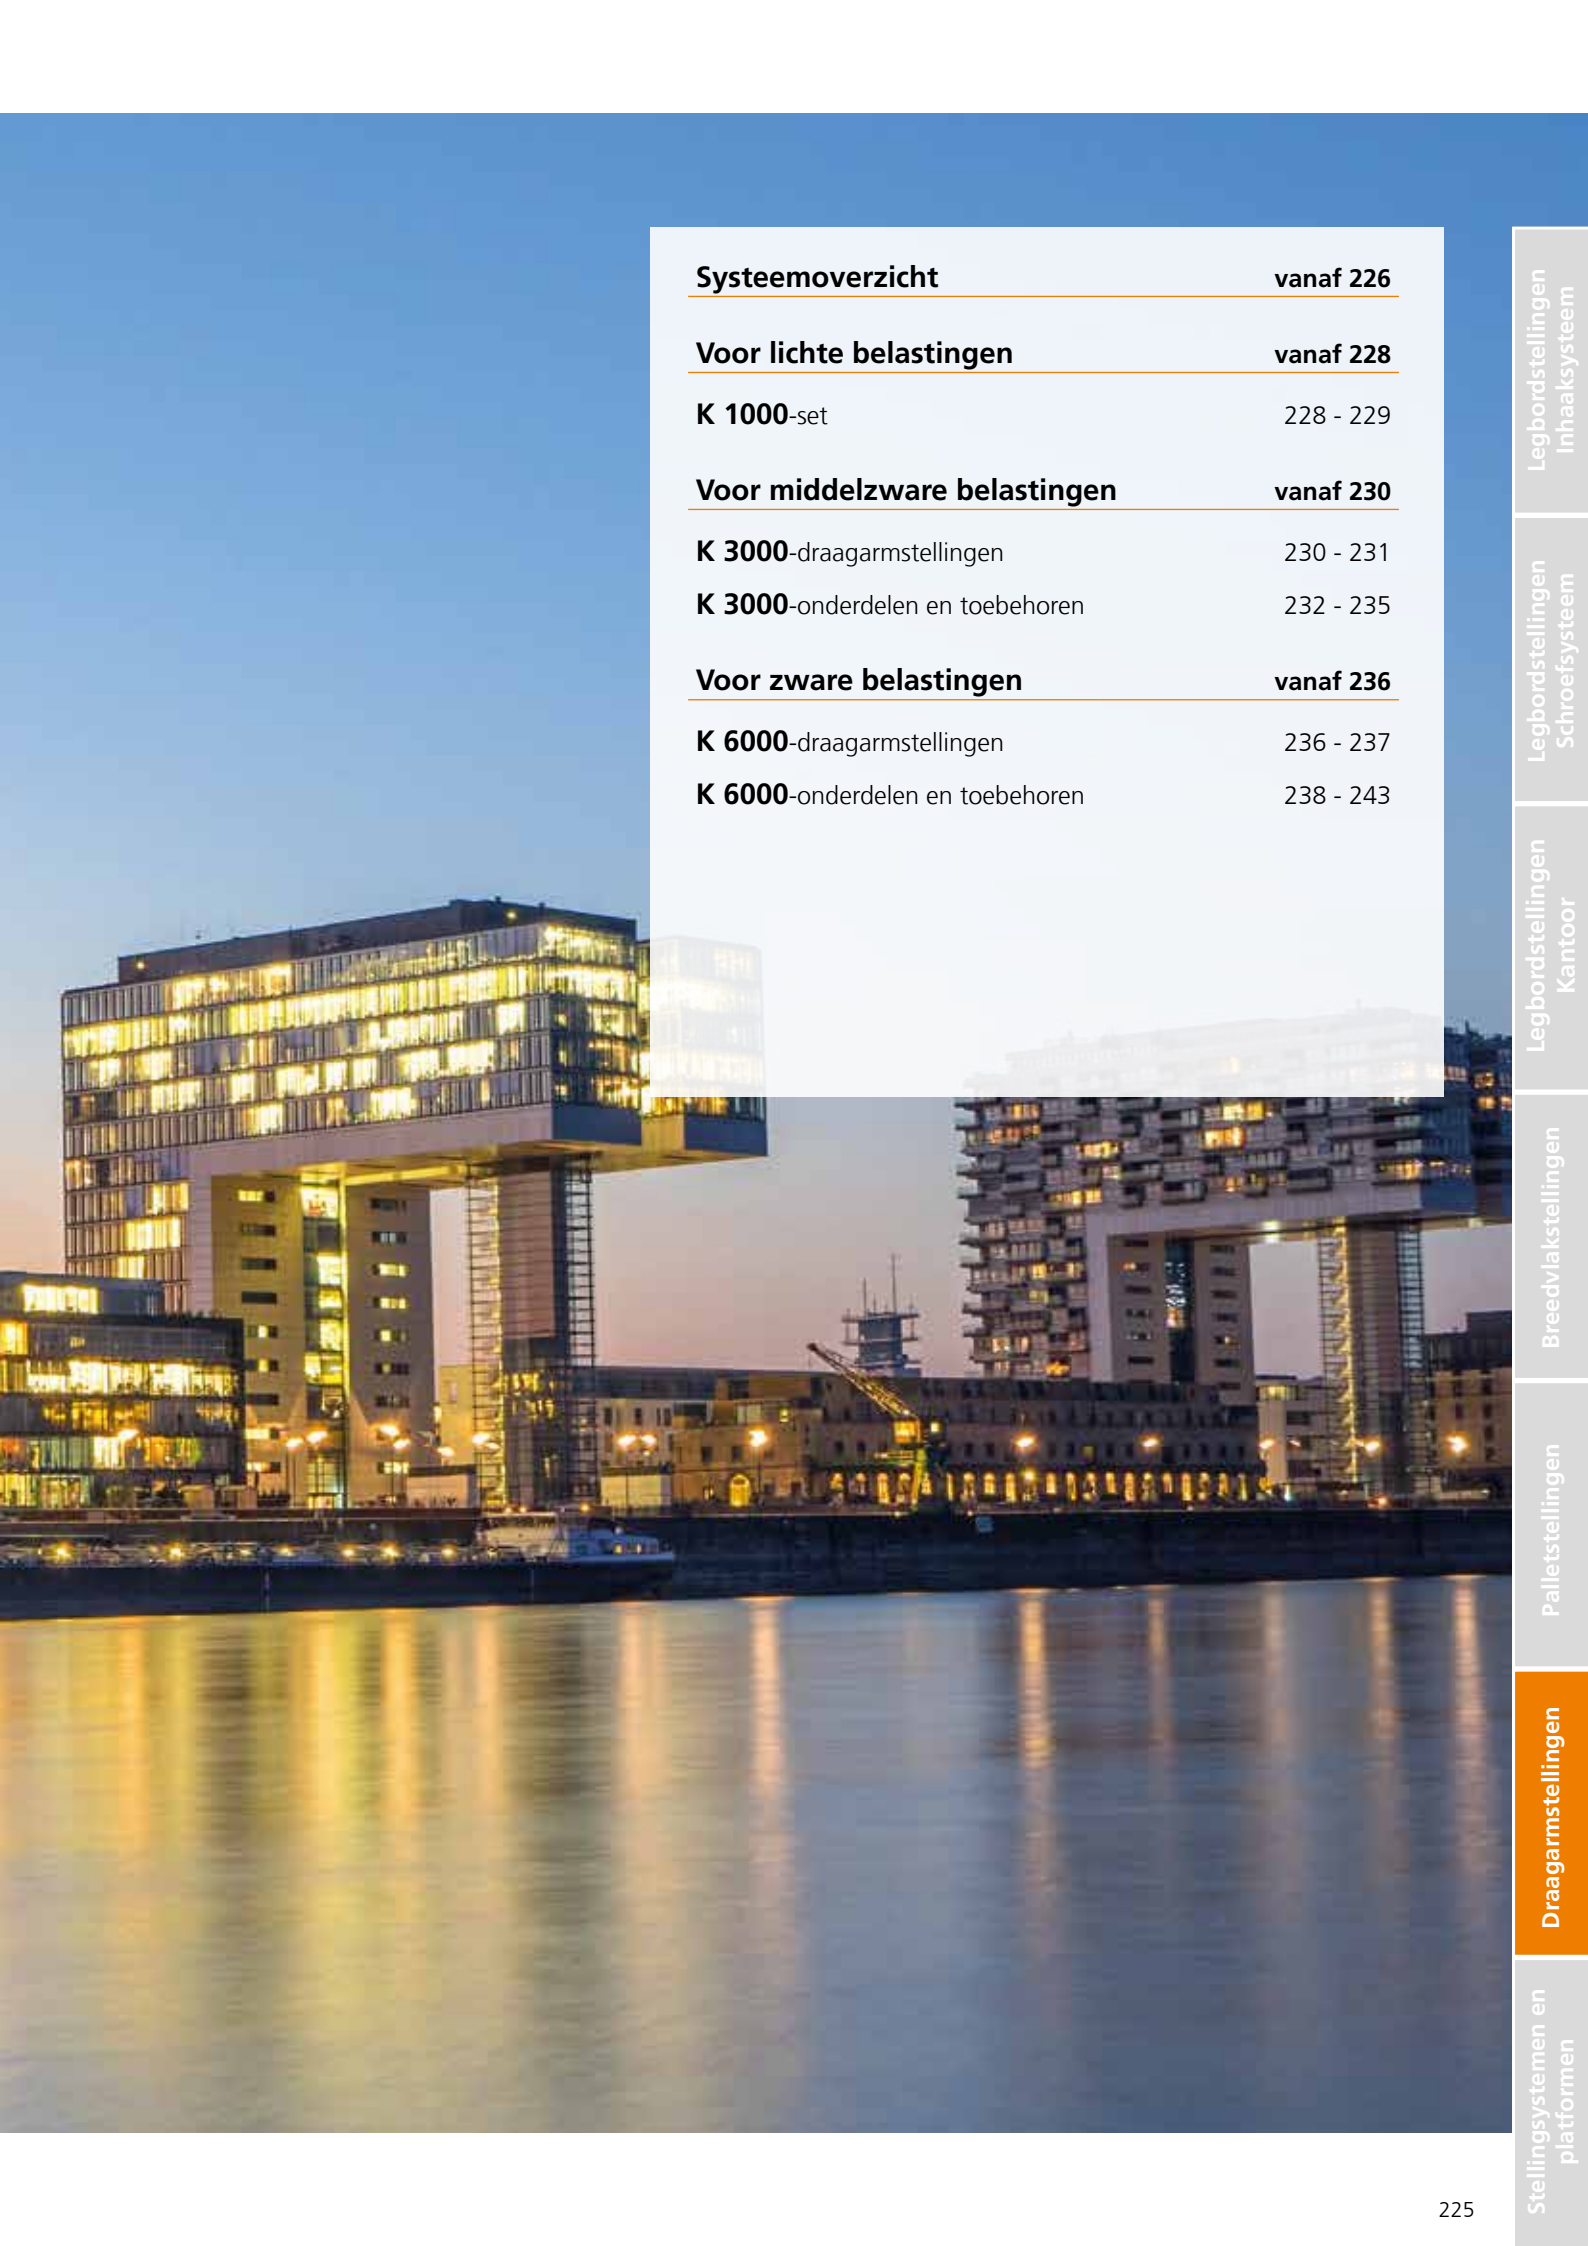 Systeemoverzicht vanaf 226
Voor lichte belastingen vanaf 228
K 1000-set 228 - 229
Voor middelzware belastingen vanaf 230
K 3000-draagarmstellingen 230 - 231
K 3000-onderdelen en toebehoren 232 - 235
Voor zware belastingen vanaf 236
K 6000-draagarmstellingen 236 - 237
K 6000-onderdelen en toebehoren 238 - 243
Legbordstellingen
Inhaaksysteem
Legbordstellingen
Schroefsysteem
Legbordstellingen
Kantoor
Breedvlakstellingen
Palletstellingen
Draagarmstellingen
Stellingsystemen en
platformen
225